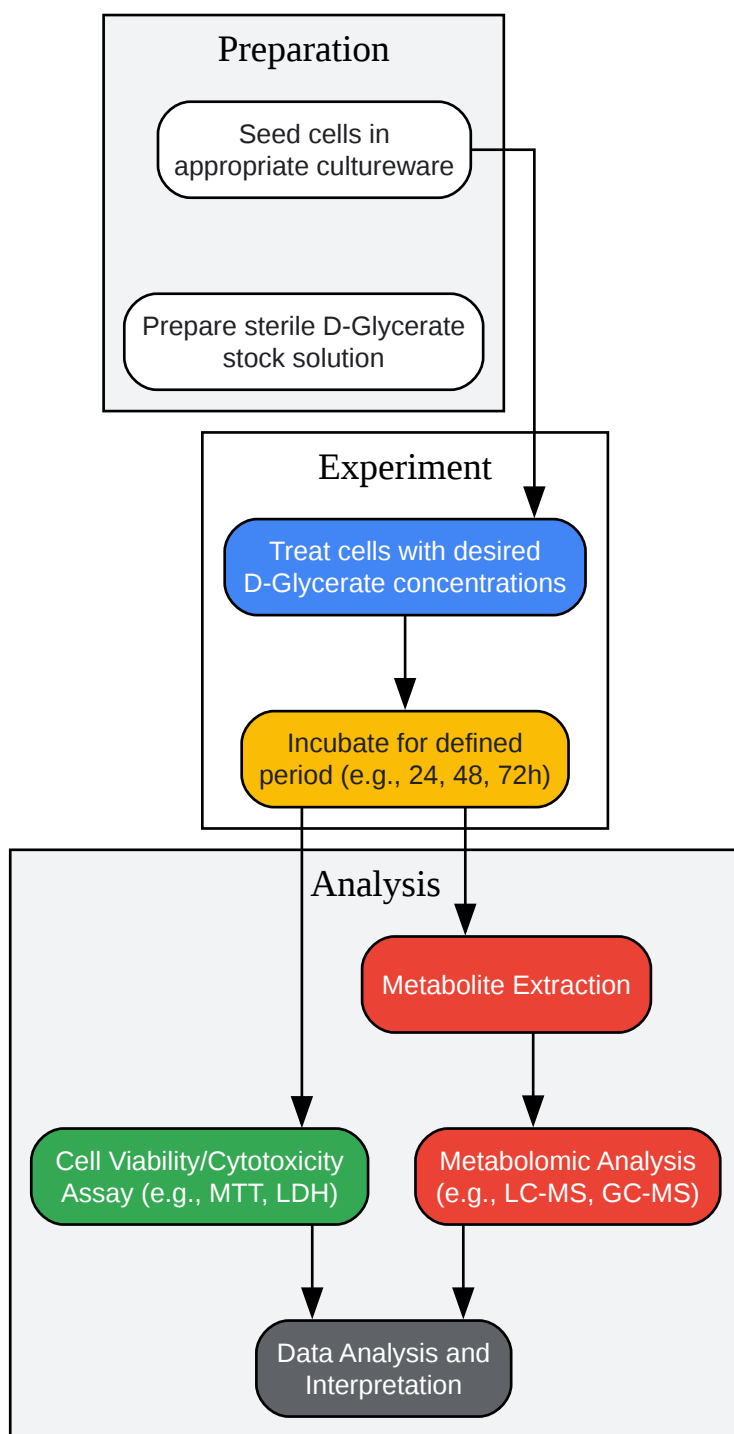 Preparation
Seed cells in
appropriate cultureware
Prepare sterile D-Glycerate
stock solution
Experiment
Treat cells with desired
D-Glycerate concentrations
Incubate for defined
period (e.g., 24, 48, 72h)
Analysis
Metabolite Extraction
Cell Viability/Cytotoxicity
Assay (e.g., MTT, LDH)
Metabolomic Analysis
(e.g., LC-MS, GC-MS)
Data Analysis and
Interpretation